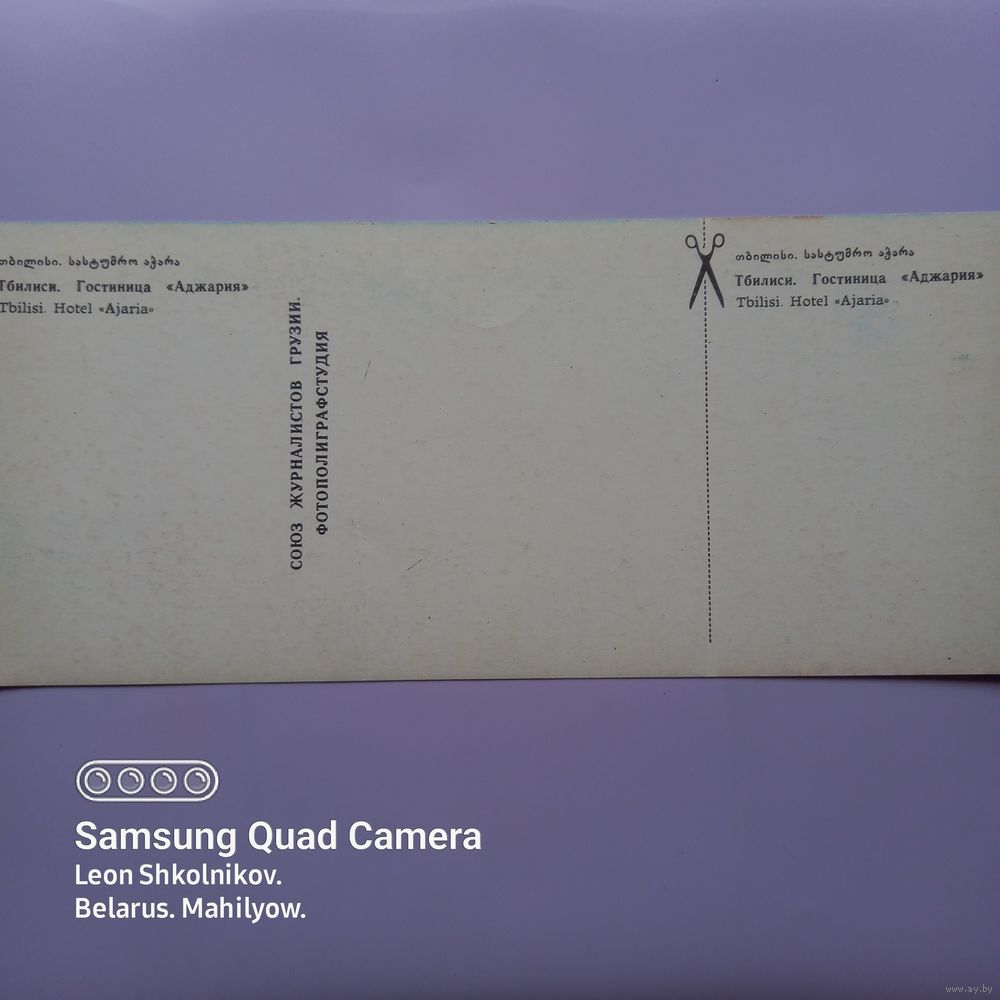 თბილისი. სასტუმრო აჭარა
Тбилиси. Гостиница «Аджария»
Tbilisi. Hotel «Ajaria»
СОЮЗ ЖУРНАЛИСТОВ ГРУЗИИ.
ФОТОПОЛИГРАФСТУДИЯ
თბილისი. სასტუმრო აჭარა
Тбилиси. Гостиница «Аджария»
Tbilisi. Hotel «Ajaria»
Samsung Quad Camera
Leon Shkolnikov.
Belarus. Mahilyow.
www.ay.by